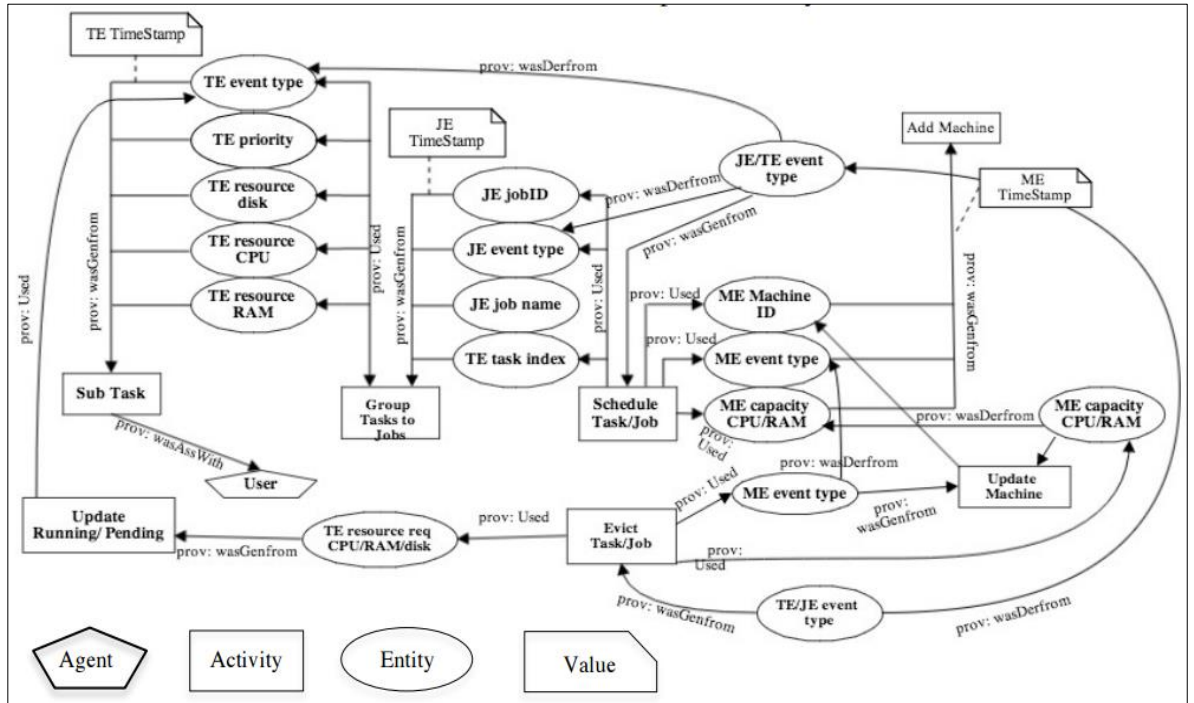 TE TimeStamp
TE event type
TE priority
TE resource
disk
TE resource
CPU
TE resource
RAM
prov: Used
prov: wasGenfrom
prov: Used
Sub Task
prov: wasAssWith
User
Group
Tasks to
Jobs
JE
TimeStamp
JE jobID
JE event type
JE job name
TE task index
prov: wasGenfrom
prov: Used
prov: wasDerfrom
JE/TE event
type
prov: wasDerfrom
prov: wasGenfrom
Add Machine
ME
TimeStamp
prov: wasGenfrom
prov: Used
ME Machine
ID
prov: Used
ME event type
Schedule
Task/Job
ME capacity
CPU/RAM
prov:
Used
prov: wasDerfrom
ME capacity
CPU/RAM
prov: wasDerfrom
prov: Used
ME event type
prov:
wasGenfrom
Update
Machine
Update
Running/ Pending
prov: wasGenfrom
TE resource req
CPU/RAM/disk
prov: Used
Evict
Task/Job
prov:
Used
prov: wasGenfrom
TE/JE event
type
prov: wasDerfrom
Agent
Activity
Entity
Value